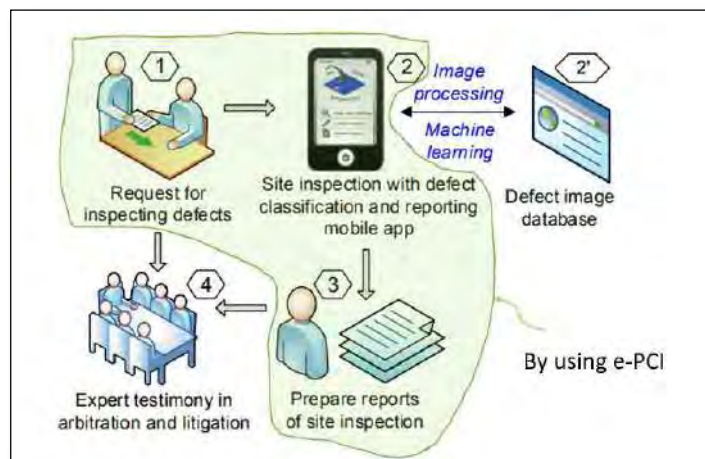 1
Request for
inspecting defects
2
Site inspection with defect
classification and reporting
mobile app
Image
processing
Machine
learning
2'
Defect image
database
3
Prepare reports
of site inspection
4
Expert testimony in
arbitration and litigation
By using e-PCI